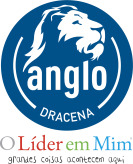 anglo
DRACENA
O Líder em Mim
grandes coisas acontecem aqui